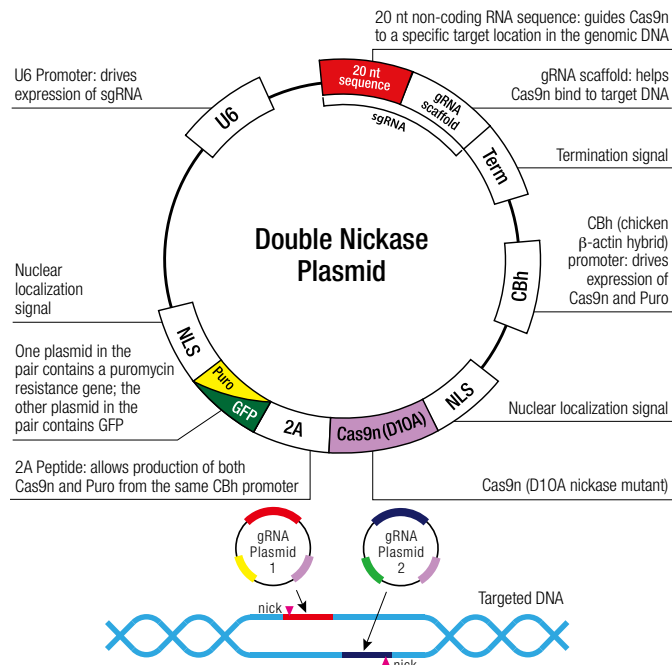 20 nt non-coding RNA sequence: guides Cas9n
to a specific target location in the genomic DNA
U6 Promoter: drives
expression of sgRNA
gRNA scaffold: helps
Cas9n bind to target DNA
U6
20 nt
sequence
gRNA
scaffold
sgRNA
Term
Termination signal
Double Nickase
Plasmid
CBh (chicken
β-actin hybrid)
promoter: drives
expression of
Cas9n and Puro
CBh
Nuclear
localization
signal
NLS
One plasmid in the
pair contains a puromycin
resistance gene; the
other plasmid in the
pair contains GFP
Puro
GFP
2A
Cas9n (D10A)
NLS
Nuclear localization signal
2A Peptide: allows production of both
Cas9n and Puro from the same CBh promoter
Cas9n (D10A nickase mutant)
gRNA
Plasmid
1
gRNA
Plasmid
2
Targeted DNA
nick
nick